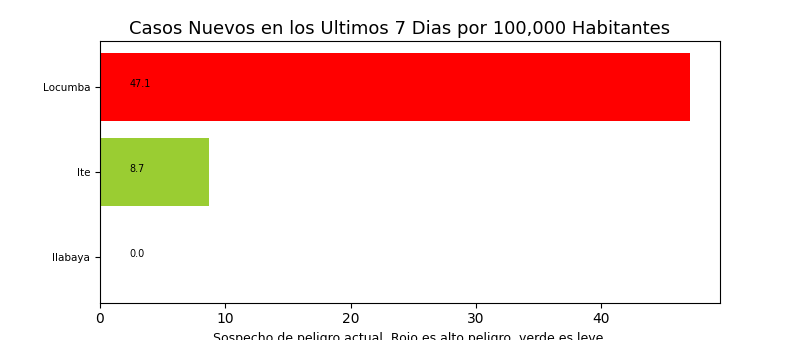 Casos Nuevos en los Ultimos 7 Dias por 100,000 Habitantes
Locumba
47.1
Ite
8.7
Ilabaya
0.0
0 10 20 30 40
Sospecho de peligro actual. Rojo es alto peligro, verde es leve